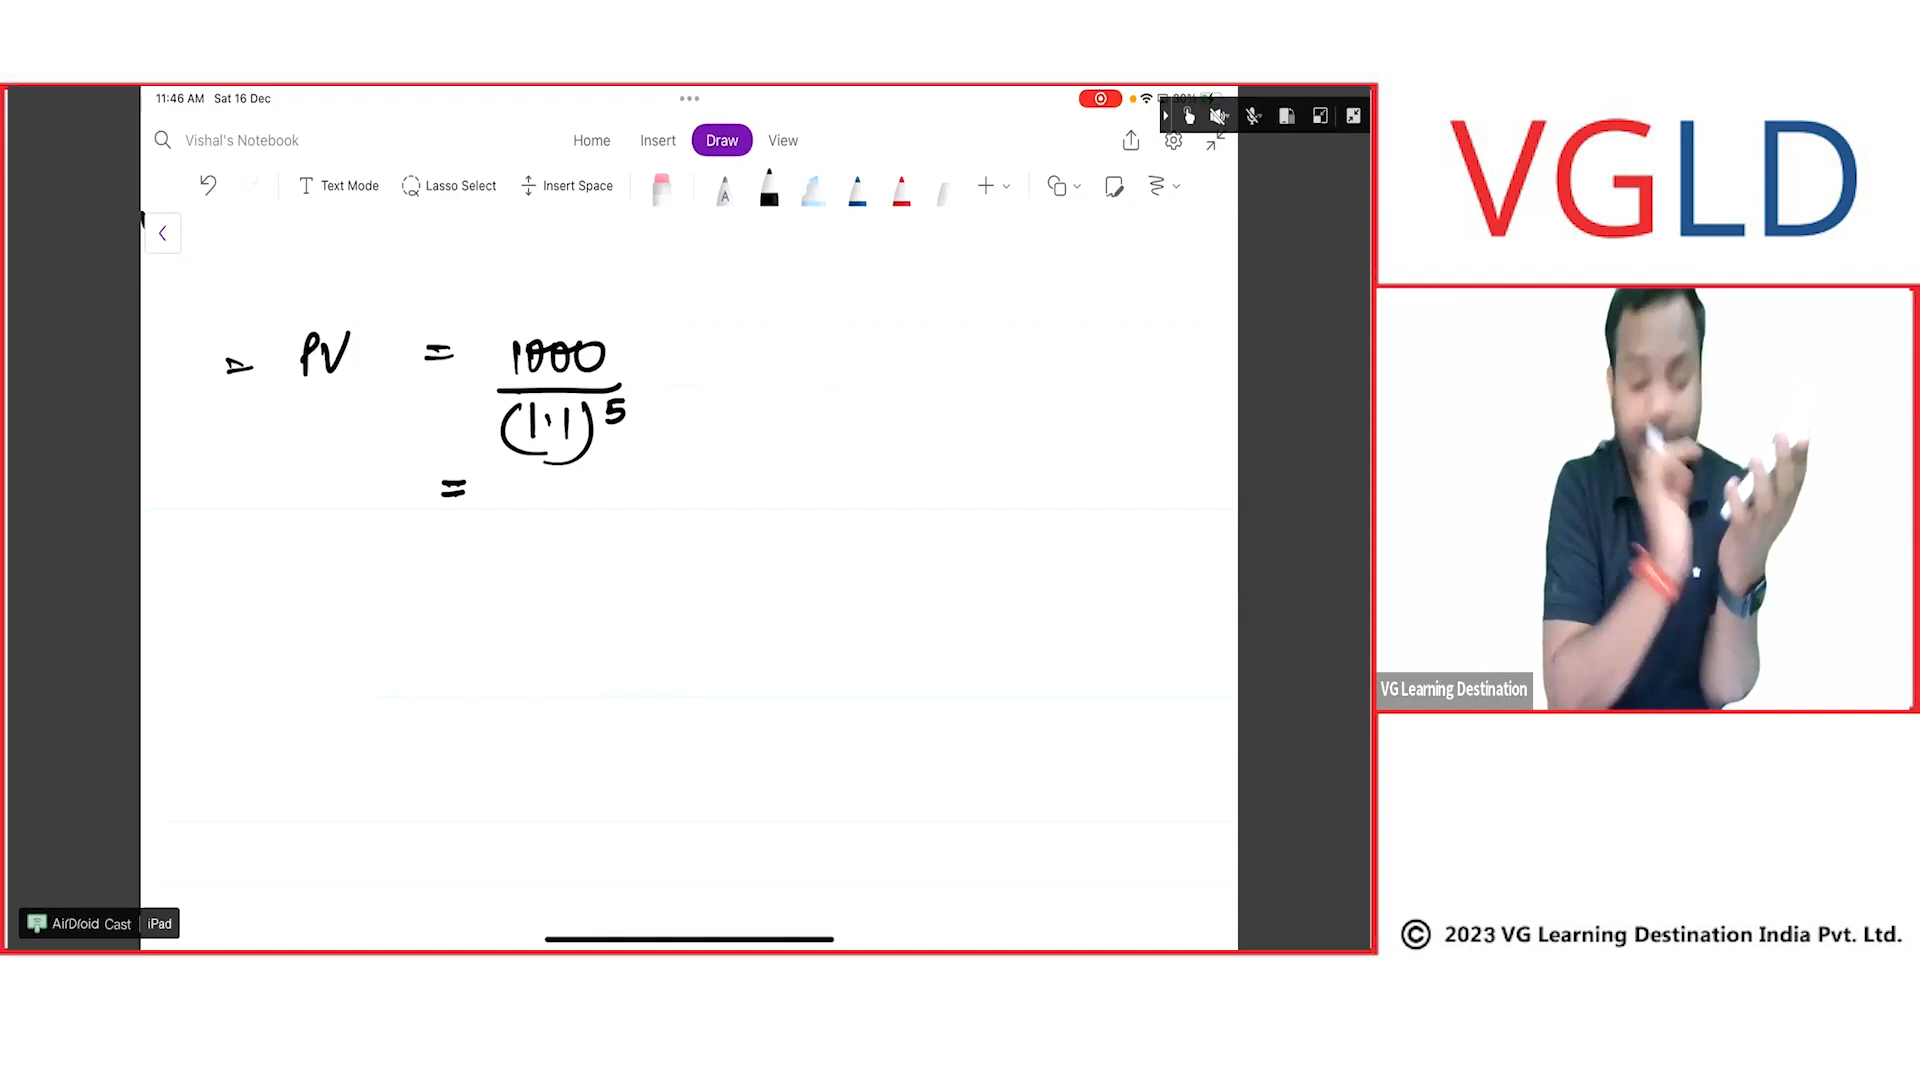 11:46 AM Sat 16 Dec
30%
Vishal's Notebook
Home Insert Draw View
Text Mode Lasso Select Insert Space
A
= PV = 1000
(1.1)^5
=
VGLD
VG Learning Destination
AirDroid Cast iPad
© 2023 VG Learning Destination India Pvt. Ltd.